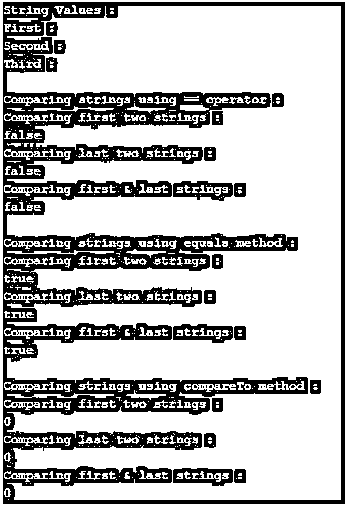 String Values :
First :
Second :
Third :
Comparing strings using == operator :
Comparing first two strings :
false
Comparing last two strings :
false
Comparing first & last strings :
false
Comparing strings using equals method :
Comparing first two strings :
true
Comparing last two strings :
true
Comparing first & last strings :
true
Comparing strings using compareTo method :
Comparing first two strings :
0
Comparing last two strings :
0
Comparing first & last strings :
0